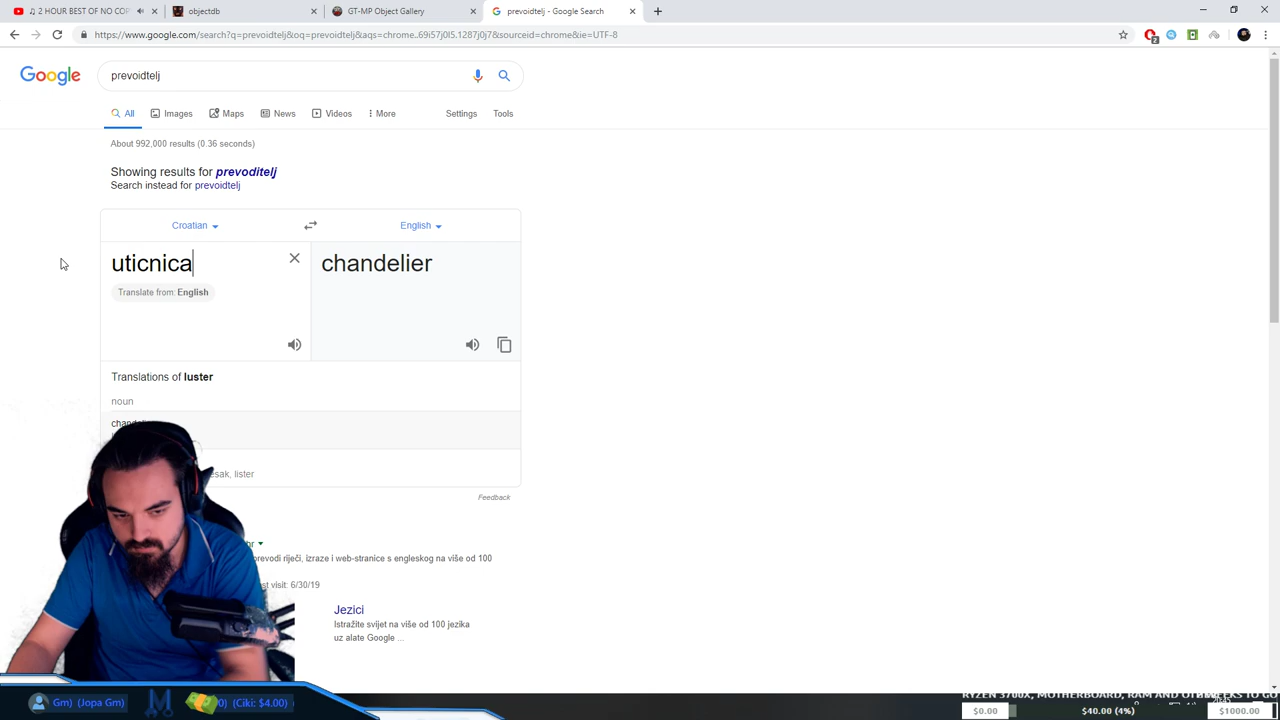 ♫ 2 HOUR BEST OF NO CO
objectdb
GT-MP Object Gallery
prevoditelj - Google Search
https://www.google.com/search?q=prevoidtelj&oq=prevoidtelj&aqs=chrome..69i57j0l5.1287j0j7&sourceid=chrome&ie=UTF-8
2
Google
prevoidtelj
All Images Maps News Videos More Settings Tools
About 992,000 results (0.36 seconds)
Showing results for prevoditelj
Search instead for prevoidtelj
Croatian English
uticnica chandelier
Translate from: English
Translations of luster
noun
esak, lister
Feedback
prevodi riječi, izraze i web-stranice s engleskog na više od 100
st visit: 6/30/19
Jezici
Istražite svijet na više od 100 jezika
uz alate Google ...
RYZEN 3700X, MOTHERBOARD, RAM AND
TO GO
Gm) (Jopa Gm)
0) (Ciki: $4.00)
$0.00 $40.00 (4%) $1000.00